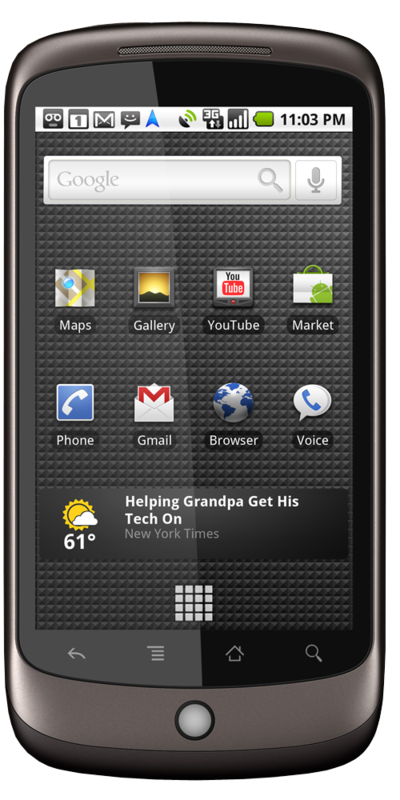 1 3G 11:03 PM
Google
You
Tube
Maps Gallery YouTube Market
Phone Gmail Browser Voice
Helping Grandpa Get His
Tech On
New York Times
61°